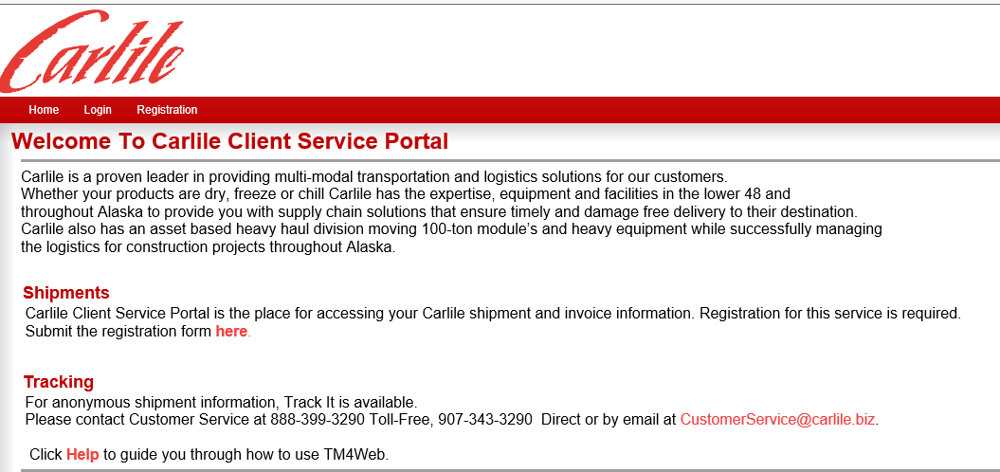 Carlile
Home Login Registration
Welcome To Carlile Client Service Portal
Carlile is a proven leader in providing multi-modal transportation and logistics solutions for our customers.
Whether your products are dry, freeze or chill Carlile has the expertise, equipment and facilities in the lower 48 and
throughout Alaska to provide you with supply chain solutions that ensure timely and damage free delivery to their destination.
Carlile also has an asset based heavy haul division moving 100-ton module’s and heavy equipment while successfully managing
the logistics for construction projects throughout Alaska.
Shipments
Carlile Client Service Portal is the place for accessing your Carlile shipment and invoice information. Registration for this service is required.
Submit the registration form here.
Tracking
For anonymous shipment information, Track It is available.
Please contact Customer Service at 888-399-3290 Toll-Free, 907-343-3290 Direct or by email at CustomerService@carlile.biz.
Click Help to guide you through how to use TM4Web.